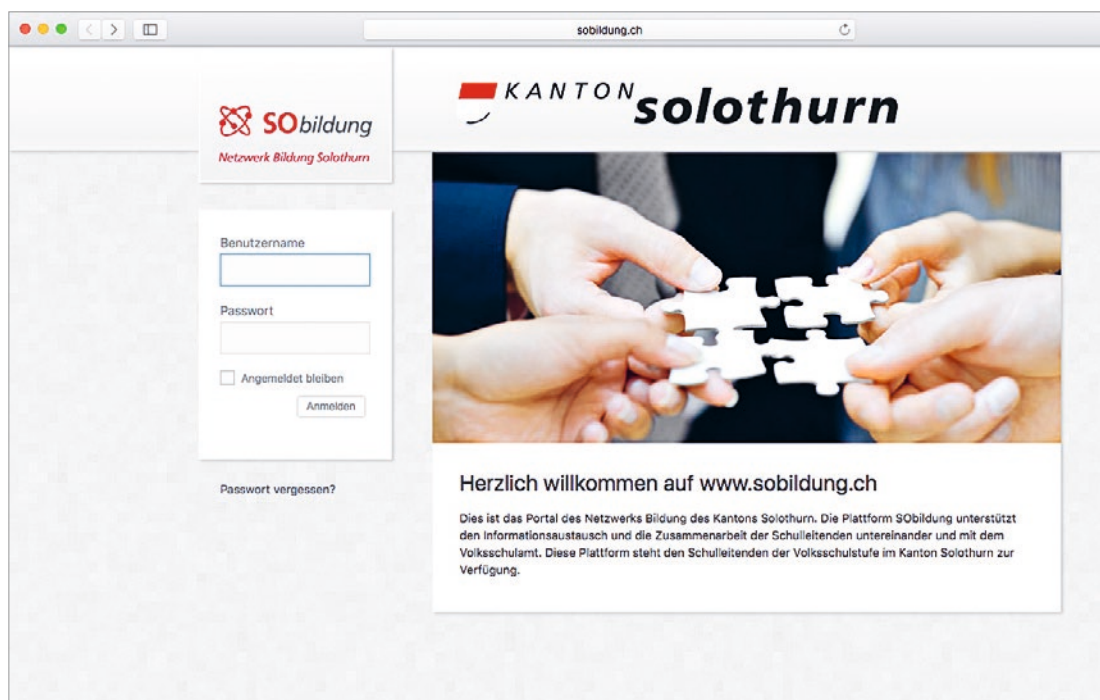 sobildung.ch
KANTON solothurn
SObildung
Netzwerk Bildung Solothurn
Benutzername
Passwort
Angemeldet bleiben
Anmelden
Passwort vergessen?
Herzlich willkommen auf www.sobildung.ch
Dies ist das Portal des Netzwerks Bildung des Kantons Solothurn. Die Plattform SObildung unterstützt
den Informationsaustausch und die Zusammenarbeit der Schulleitenden untereinander und mit dem
Volksschulamt. Diese Plattform steht den Schulleitenden der Volksschulstufe im Kanton Solothurn zur
Verfügung.